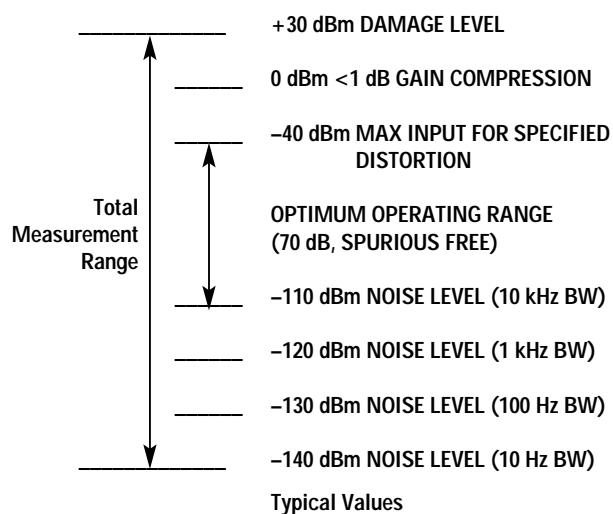 +30 dBm DAMAGE LEVEL
0 dBm <1 dB GAIN COMPRESSION
–40 dBm MAX INPUT FOR SPECIFIED
DISTORTION
Total
Measurement
Range
OPTIMUM OPERATING RANGE
(70 dB, SPURIOUS FREE)
–110 dBm NOISE LEVEL (10 kHz BW)
–120 dBm NOISE LEVEL (1 kHz BW)
–130 dBm NOISE LEVEL (100 Hz BW)
–140 dBm NOISE LEVEL (10 Hz BW)
Typical Values